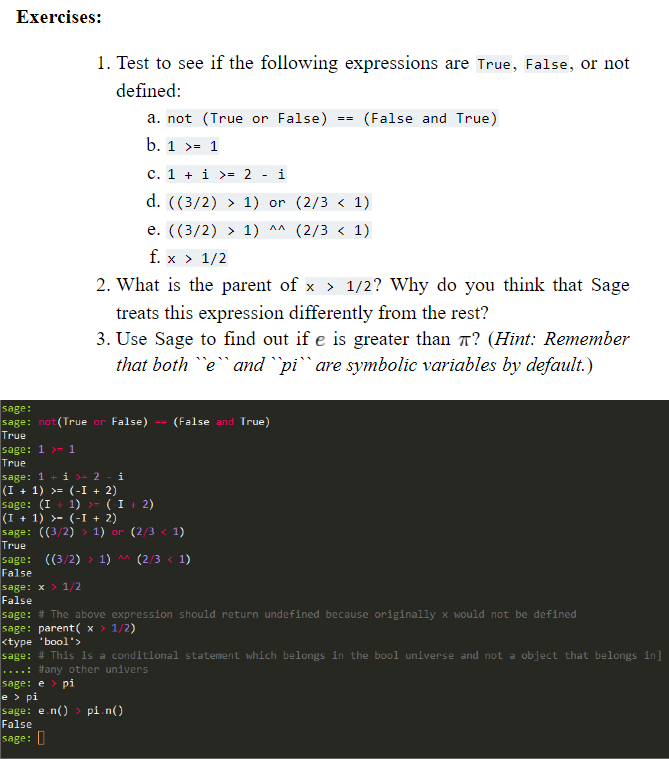 Exercises:
1. Test to see if the following expressions are True, False, or not
defined:
a. not (True or False) == (False and True)
b. 1 >= 1
c. 1 + i >= 2 - i
d. ((3/2) > 1) or (2/3 < 1)
e. ((3/2) > 1) ^^ (2/3 < 1)
f. x > 1/2
2. What is the parent of x > 1/2? Why do you think that Sage
treats this expression differently from the rest?
3. Use Sage to find out if e is greater than π? (Hint: Remember
that both ``e`` and ``pi`` are symbolic variables by default.)
sage:
sage: not(True or False) == (False and True)
True
sage: 1 >= 1
True
sage: 1 + i >= 2 - i
(I + 1) >= (-I + 2)
sage: (I + 1) >= ( I + 2)
(I + 1) >= (-I + 2)
sage: ((3/2) > 1) or (2/3 < 1)
True
sage: ((3/2) > 1) ^^ (2/3 < 1)
False
sage: x > 1/2
False
sage: # The above expression should return undefined because originally x would not be defined
sage: parent( x > 1/2)
<type 'bool'>
sage: # This is a conditional statement which belongs in the bool universe and not a object that belongs in]
....: #any other univers
sage: e > pi
e > pi
sage: e.n() > pi.n()
False
sage: